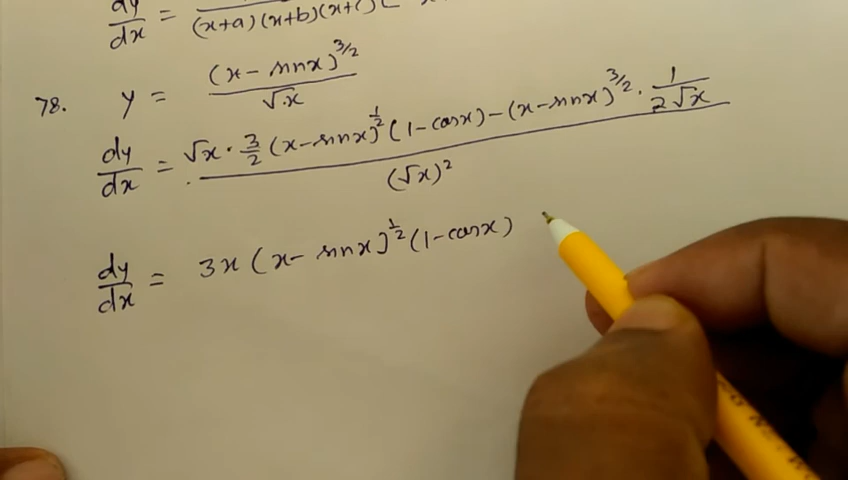 dy/dx = (x+a)(x+b)(x+c)[
78. y = (x - sinx)^3/2 / √x
dy/dx = √x · 3/2 (x - sinx)^1/2 (1 - cosx) - (x - sinx)^3/2 · 1/2√x / (√x)^2
dy/dx = 3x (x - sinx)^1/2 (1 - cosx)